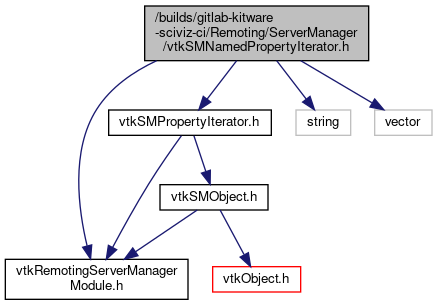 /builds/gitlab-kitware
-sciviz-ci/Remoting/ServerManager
/vtkSMNamedPropertyIterator.h
vtkSMPropertyIterator.h
string
vector
vtkSMObject.h
vtkRemotingServerManager
Module.h
vtkObject.h